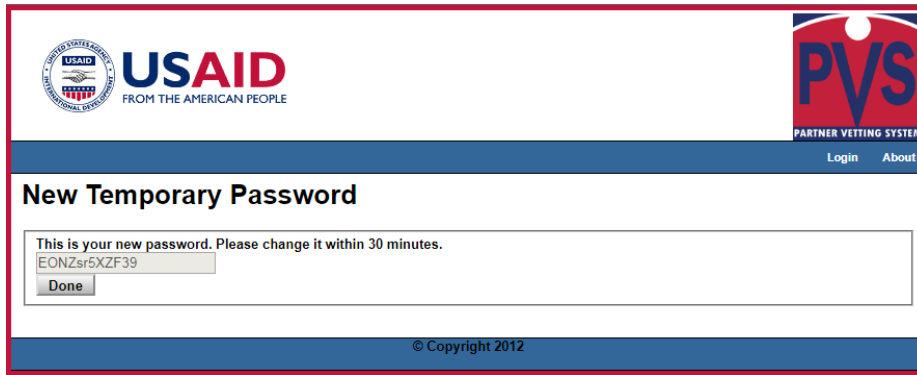 UNITED STATES AGENCY
USAID
INTERNATIONAL DEVELOPMENT
USAID
FROM THE AMERICAN PEOPLE
PVS
PARTNER VETTING SYSTEM
Login About
New Temporary Password
This is your new password. Please change it within 30 minutes.
EONZsr5XZF39
Done
© Copyright 2012